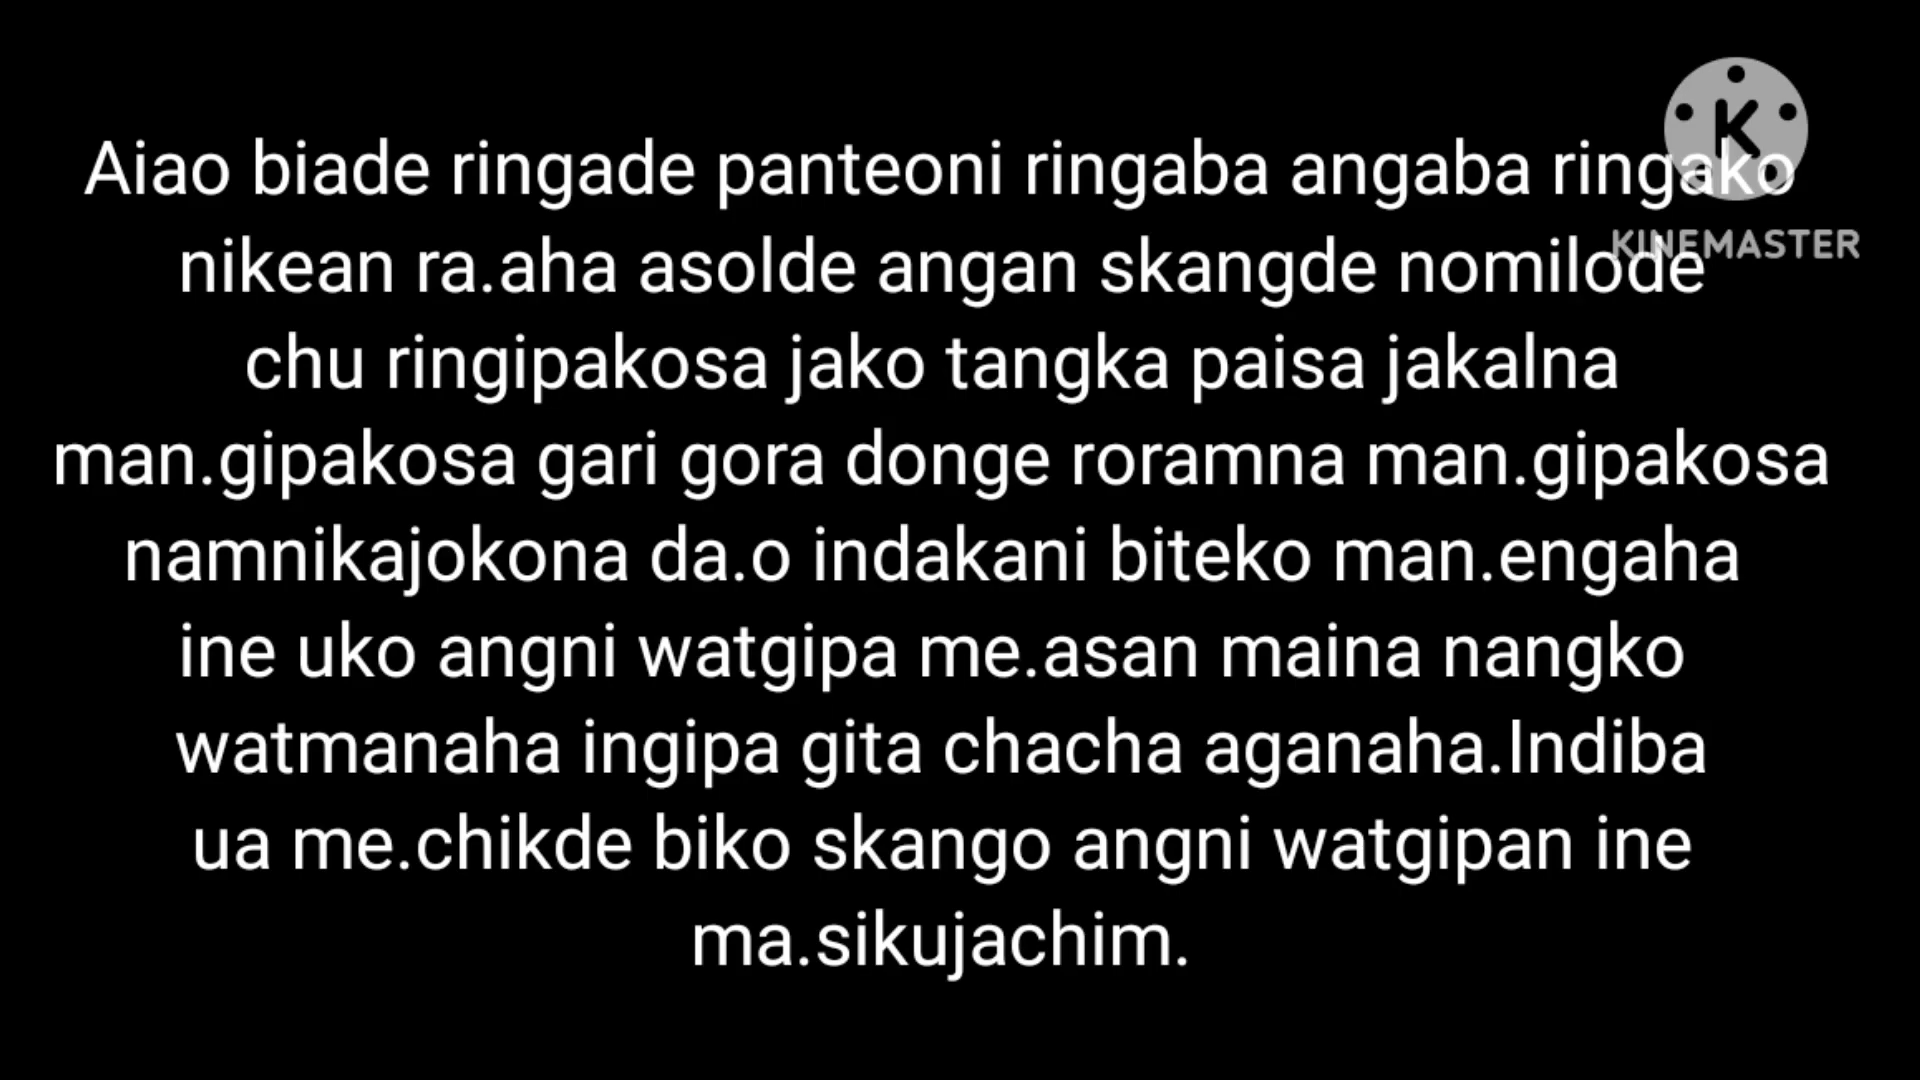 Aiao biade ringade panteoni ringaba angaba ringako
nikean ra.aha asolde angan skangde nomilode
chu ringipakosa jako tangka paisa jakalna
man.gipakosa gari gora donge roramna man.gipakosa
namnikajokona da.o indakani biteko man.engaha
ine uko angni watgipa me.asan maina nangko
watmanaha ingipa gita chacha aganaha.Indiba
ua me.chikde biko skango angni watgipan ine
ma.sikujachim.
K
KINEMASTER